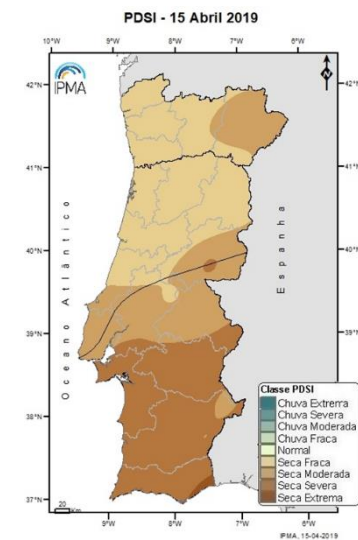 PDSI - 15 Abril 2019
10°W 9°W 8°W 7°W 6°W
IPMA
42°N 42°N
41°N 41°N
40°N 40°N
39°N 39°N
38°N 38°N
37°N 37°N
Oceano Atlântico
Espanha
N
Classe PDSI
Chuva Extrema
Chuva Severa
Chuva Moderada
Chuva Fraca
Normal
Seca Fraca
Seca Moderada
Seca Severa
Seca Extrema
20
Km
9°W 8°W 7°W 6°W
IPMA, 15-04-2019